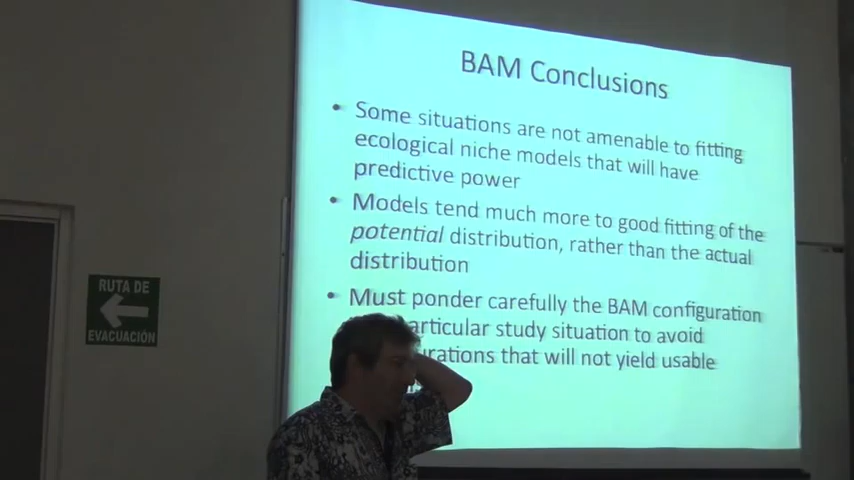 BAM Conclusions
• Some situations are not amenable to fitting
ecological niche models that will have
predictive power
• Models tend much more to good fitting of the
potential distribution, rather than the actual
distribution
• Must ponder carefully the BAM configuration
particular study situation to avoid
that will not yield usable
RUTA DE
EVACUACIÓN